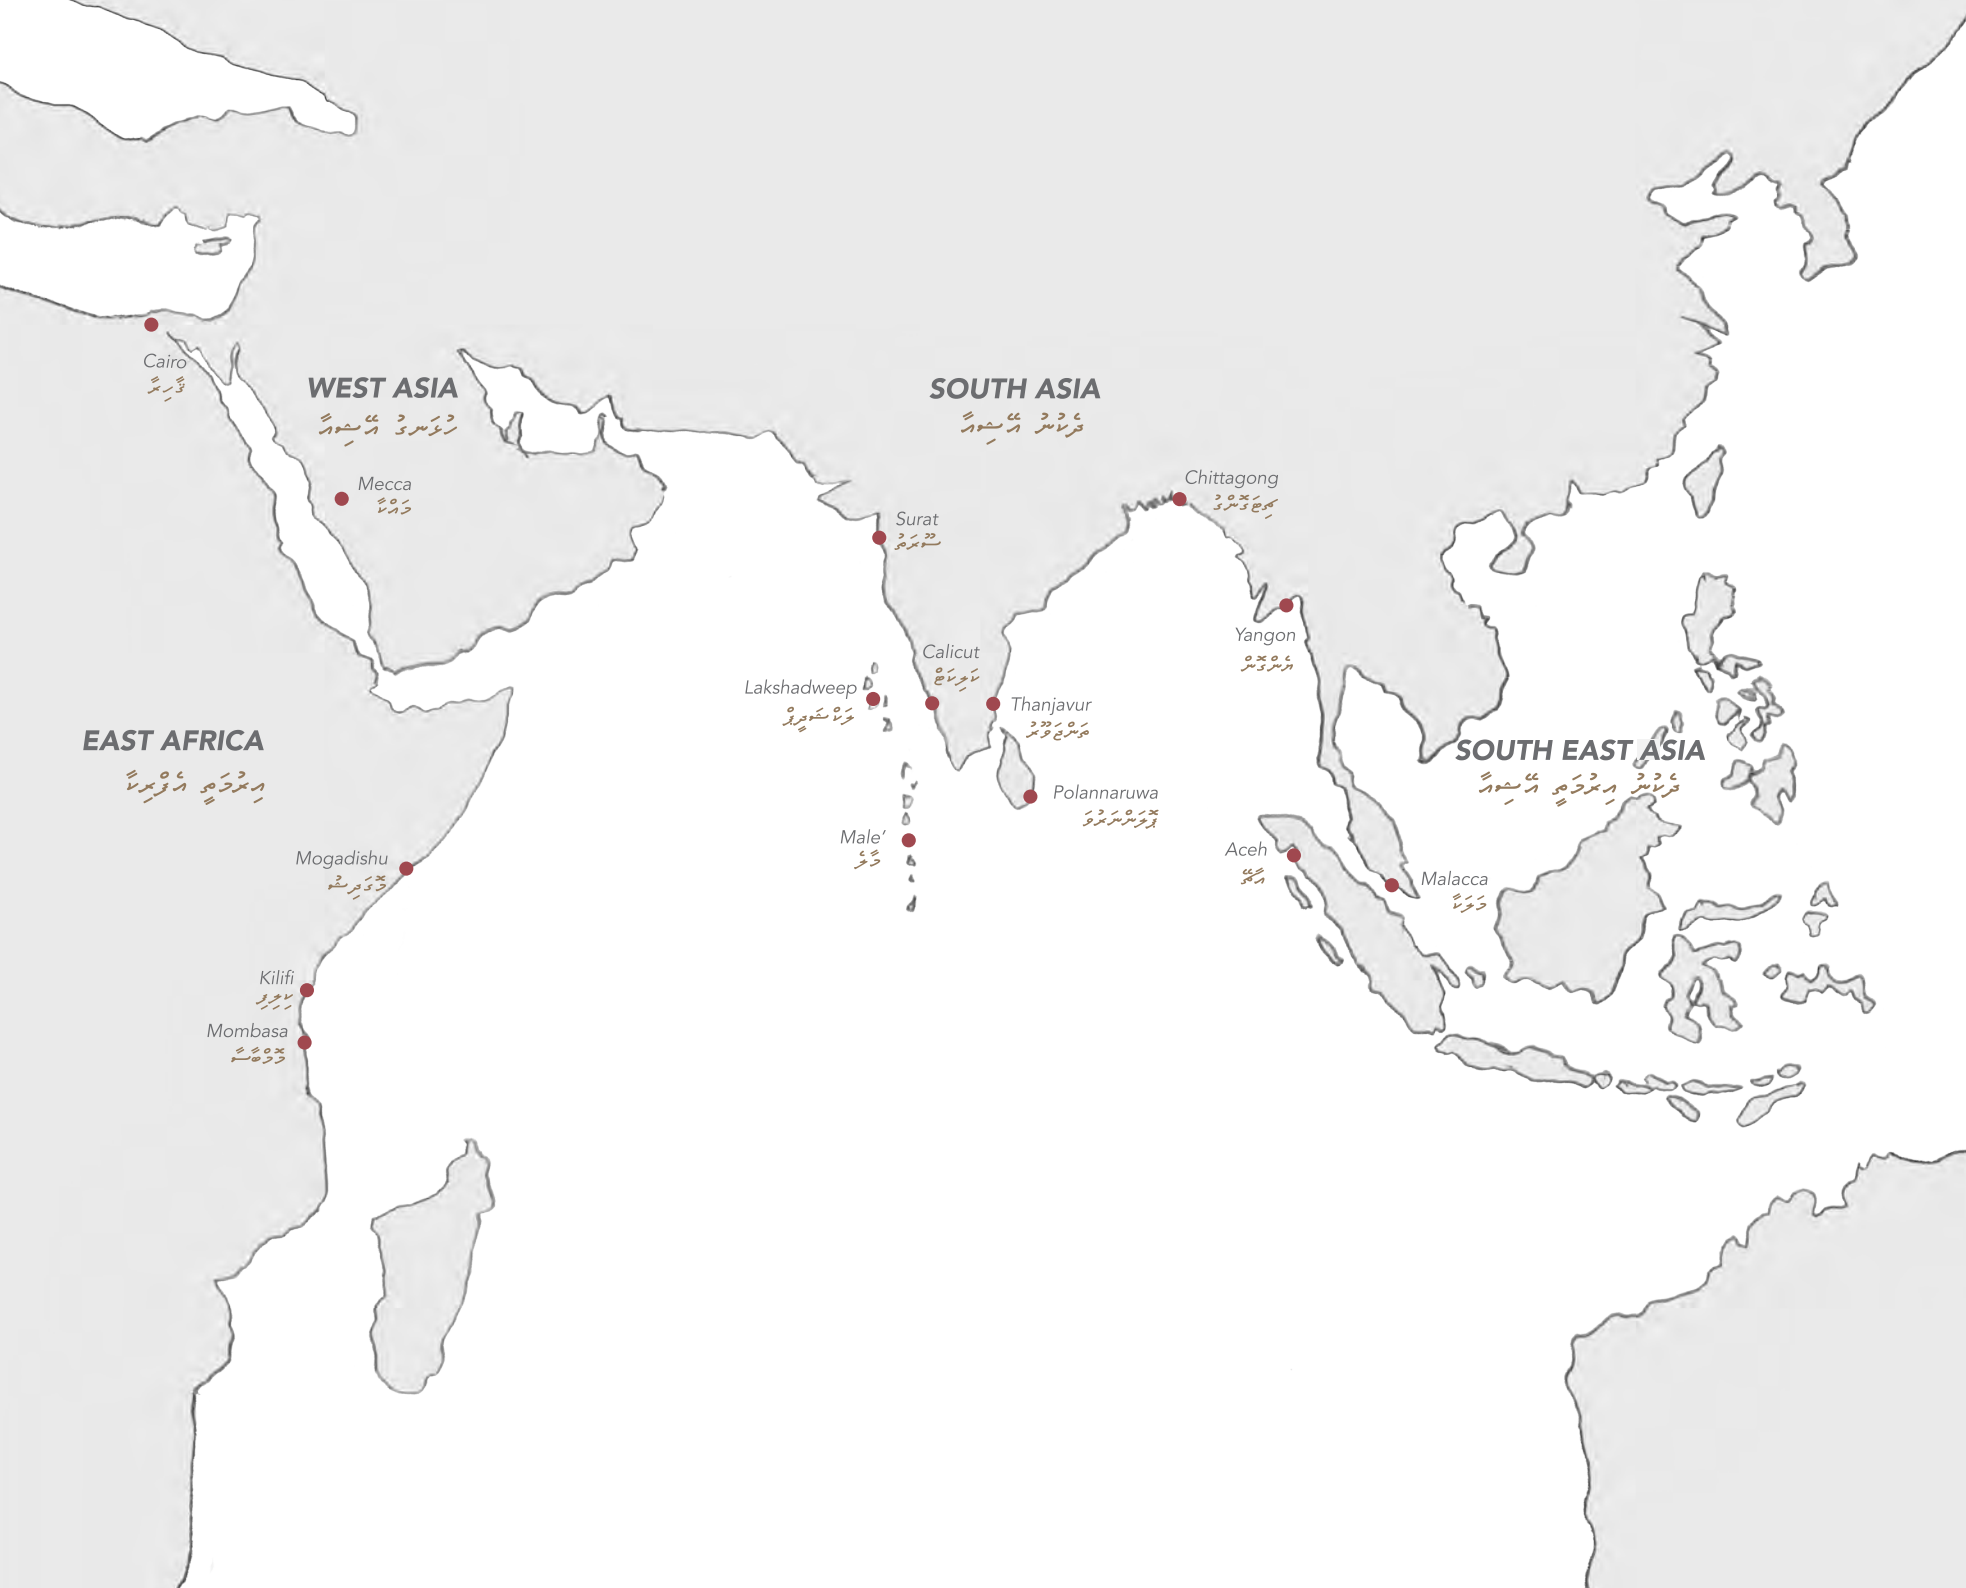 Cairo
ޤާހިރާ
WEST ASIA
ހުޅަނގު އޭޝިއާ
SOUTH ASIA
ދެކުނު އޭޝިއާ
Mecca
މައްކާ
Chittagong
ޗިޓަގޮންގު
Surat
ސޫރަތު
Yangon
ޔެންގޮން
Calicut
ކަލިކަޓް
Lakshadweep
ލަކްޝަދީޕް
Thanjavur
ތަންޖަވޫރު
EAST AFRICA
އިރުމަތީ އެފްރިކާ
SOUTH EAST ASIA
ދެކުނު އިރުމަތީ އޭޝިއާ
Polannaruwa
ޕޮލަންނަރުވަ
Male’
މާލެ
Aceh
އާޗޭ
Mogadishu
މޮގަދިޝު
Malacca
މަލަކާ
Kilifi
ކިލިފި
Mombasa
މޮމްބާސާ